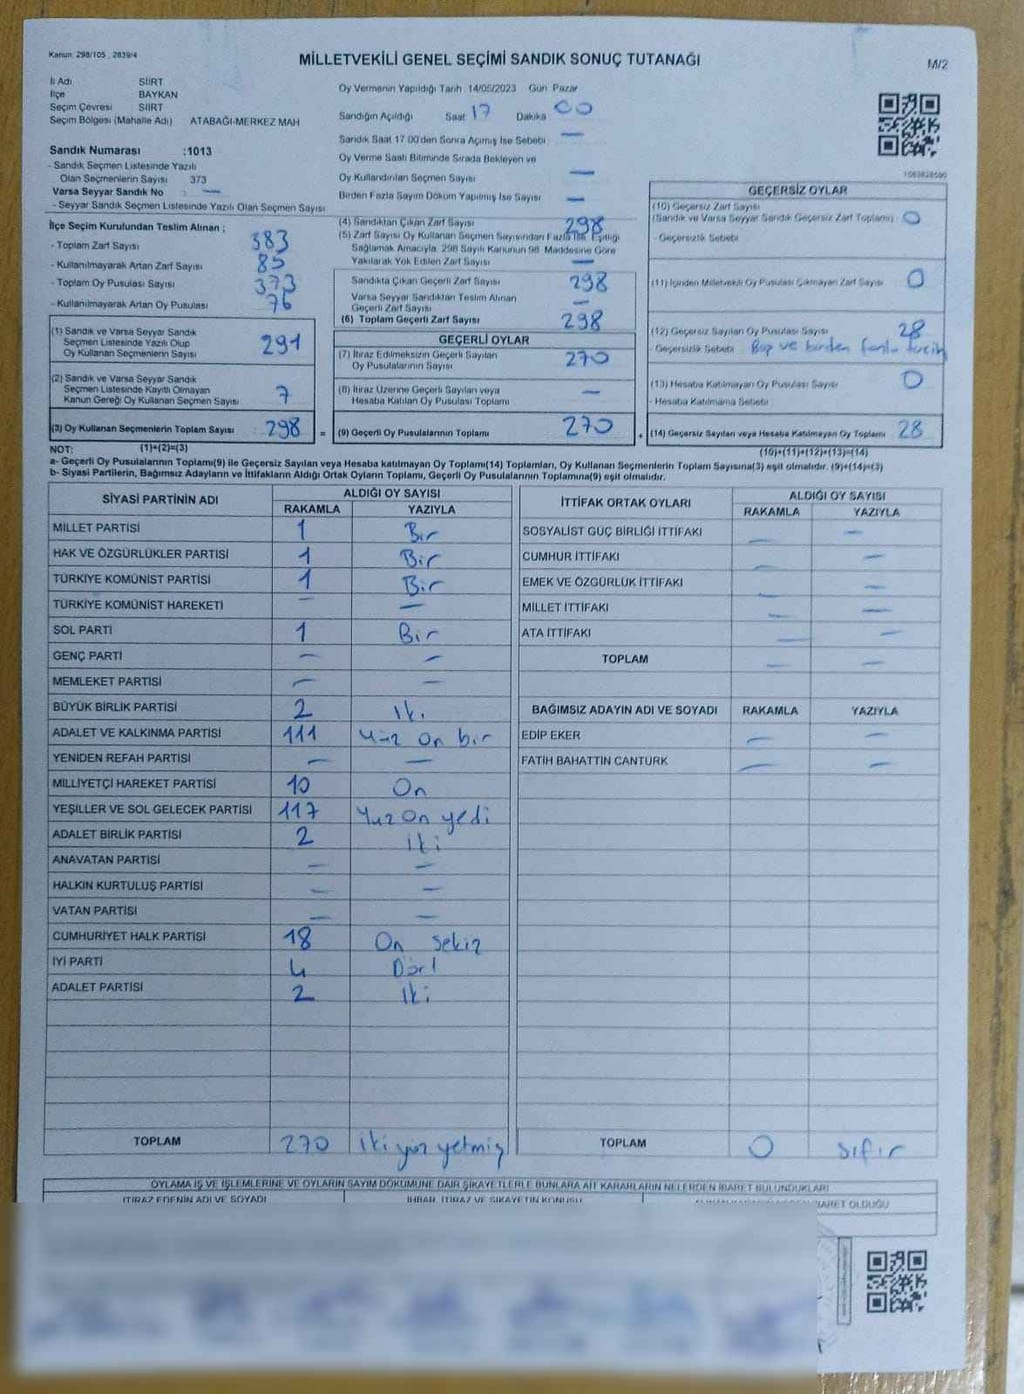 Kanun: 298/105 , 2839/4
MİLLETVEKİLİ GENEL SEÇİMİ SANDIK SONUÇ TUTANAĞI
M/2
İl Adı SİİRT
İlçe BAYKAN
Seçim Çevresi SİİRT
Seçim Bölgesi (Mahalle Adı) ATABAĞI-MERKEZ MAH
Sandık Numarası :1013
- Sandık Seçmen Listesinde Yazılı
Olan Seçmenlerin Sayısı 373
Varsa Seyyar Sandık No : —
- Seyyar Sandık Seçmen Listesinde Yazılı Olan Seçmen Sayısı
Oy Vermenin Yapıldığı Tarih 14/05/2023 Gün Pazar
Sandığın Açıldığı Saat 17 Dakika 00
Sandık Saat 17.00'den Sonra Açımış İse Sebebi —
Oy Verme Saati Bitiminde Sırada Bekleyen ve
Oy Kullandırılan Seçmen Sayısı —
Birden Fazla Sayım Döküm Yapılmış İse Sayısı —
İlçe Seçim Kurulundan Teslim Alınan ;
- Toplam Zarf Sayısı 383
- Kullanılmayarak Artan Zarf Sayısı 85
- Toplam Oy Pusulası Sayısı 373
- Kullanılmayarak Artan Oy Pusulası 76
(4) Sandıktan Çıkan Zarf Sayısı 298
(5) Zarf Sayısı Oy Kullanan Seçmen Sayısından Fazla İse, Eşitliği
Sağlamak Amacıyla, 298 Sayılı Kanunun 98. Maddesine Göre
Yakılarak Yok Edilen Zarf Sayısı —
Sandıkta Çıkan Geçerli Zarf Sayısı 298
Varsa Seyyar Sandıktan Teslim Alınan
Geçerli Zarf Sayısı —
(6) Toplam Geçerli Zarf Sayısı 298
GEÇERSİZ OYLAR
(10) Geçersiz Zarf Sayısı
(Sandık ve Varsa Seyyar Sandık Geçersiz Zarf Toplamı) 0
- Geçersizlik Sebebi
(11) İçinden Milletvekili Oy Pusulası Çıkmayan Zarf Sayısı 0
(12) Geçersiz Sayılan Oy Pusulası Sayısı 28
- Geçersizlik Sebebi Boş ve birden fazla tercih
(13) Hesaba Katılmayan Oy Pusulası Sayısı 0
- Hesaba Katılmama Sebebi
(1) Sandık ve Varsa Seyyar Sandık
Seçmen Listesinde Yazılı Olup
Oy Kullanan Seçmenlerin Sayısı 291
(2) Sandık ve Varsa Seyyar Sandık
Seçmen Listesinde Kayıtlı Olmayan
Kanun Gereği Oy Kullanan Seçmen Sayısı 7
GEÇERLİ OYLAR
(7) İtiraz Edilmeksizin Geçerli Sayılan
Oy Pusulalarının Sayısı 270
(8) İtiraz Üzerine Geçerli Sayılan veya
Hesaba Katılan Oy Pusulası Toplamı —
(3) Oy Kullanan Seçmenlerin Toplam Sayısı 298 = (9) Geçerli Oy Pusulalarının Toplamı 270 + (14) Geçersiz Sayılan veya Hesaba Katılmayan Oy Toplamı 28
NOT: (1)+(2)=(3) (10)+(11)+(12)+(13)=(14)
a- Geçerli Oy Pusulalarının Toplamı(9) ile Geçersiz Sayılan veya Hesaba katılmayan Oy Toplamı(14) Toplamları, Oy Kullanan Seçmenlerin Toplam Sayısına(3) eşit olmalıdır. (9)+(14)=(3)
b- Siyasi Partilerin, Bağımsız Adayların ve İttifakların Aldığı Ortak Oyların Toplamı, Geçerli Oy Pusulalarının Toplamına(9) eşit olmalıdır.
SİYASİ PARTİNİN ADI ALDIĞI OY SAYISI
RAKAMLA YAZIYLA
MİLLET PARTİSİ 1 Bir
HAK VE ÖZGÜRLÜKLER PARTİSİ 1 Bir
TÜRKİYE KOMÜNİST PARTİSİ 1 Bir
TÜRKİYE KOMÜNİST HAREKETİ — —
SOL PARTİ 1 Bir
GENÇ PARTİ — —
MEMLEKET PARTİSİ — —
BÜYÜK BİRLİK PARTİSİ 2 İki
ADALET VE KALKINMA PARTİSİ 111 Yüz On bir
YENİDEN REFAH PARTİSİ — —
MİLLİYETÇİ HAREKET PARTİSİ 10 On
YEŞİLLER VE SOL GELECEK PARTİSİ 117 Yuz On yedi
ADALET BİRLİK PARTİSİ 2 İki
ANAVATAN PARTİSİ — —
HALKIN KURTULUŞ PARTİSİ — —
VATAN PARTİSİ — —
CUMHURİYET HALK PARTİSİ 18 On sekiz
İYİ PARTİ 4 Dört
ADALET PARTİSİ 2 İki
TOPLAM 270 İki yüz yetmiş
İTTİFAK ORTAK OYLARI ALDIĞI OY SAYISI
RAKAMLA YAZIYLA
SOSYALİST GÜÇ BİRLİĞİ İTTİFAKI — —
CUMHUR İTTİFAKI — —
EMEK VE ÖZGÜRLÜK İTTİFAKI — —
MİLLET İTTİFAKI — —
ATA İTTİFAKI — —
TOPLAM — —
BAĞIMSIZ ADAYIN ADI VE SOYADI RAKAMLA YAZIYLA
EDİP EKER — —
FATİH BAHATTİN CANTÜRK — —
TOPLAM 0 sıfır
OYLAMA İŞ VE İŞLEMLERİNE VE OYLARIN SAYIM DÖKÜMÜNE DAİR ŞİKAYETLERLE BUNLARA AİT KARARLARIN NELERDEN İBARET BULUNDUKLARI
İTİRAZ EDENİN ADI VE SOYADI İHBAR, İTİRAZ VE ŞİKAYETİN KONUSU